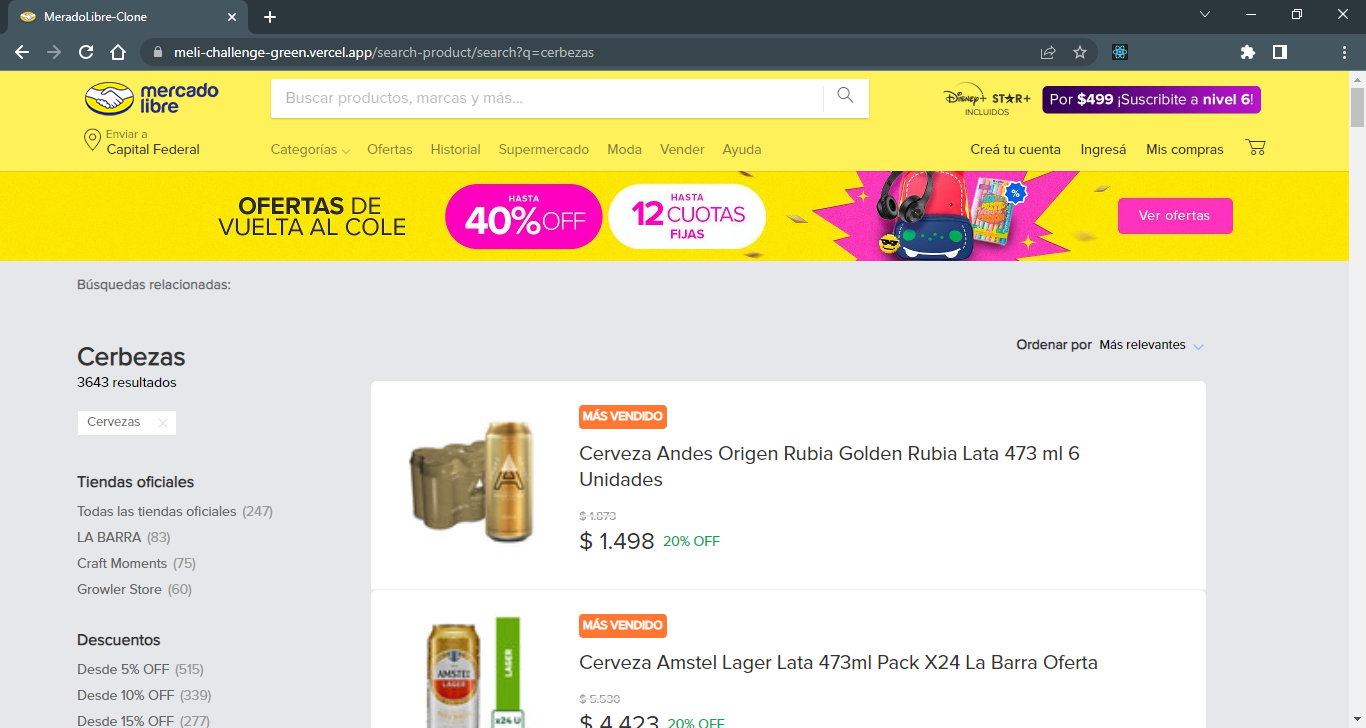 MeradoLibre-Clone
meli-challenge-green.vercel.app/search-product/search?q=cerbezas
mercado
libre
Buscar productos, marcas y más...
Disney+ STAR+
INCLUIDOS
Por $499 ¡Suscribite a nivel 6!
Enviar a
Capital Federal
Categorías Ofertas Historial Supermercado Moda Vender Ayuda
Creá tu cuenta Ingresá Mis compras
OFERTAS DE
VUELTA AL COLE
HASTA
40% OFF
HASTA
12 CUOTAS
FIJAS
%
Ver ofertas
Búsquedas relacionadas:
Cerbezas
3643 resultados
Cervezas
Ordenar por Más relevantes
Tiendas oficiales
Todas las tiendas oficiales (247)
LA BARRA (83)
Craft Moments (75)
Growler Store (60)
Descuentos
Desde 5% OFF (515)
Desde 10% OFF (339)
Desde 15% OFF (277)
MÁS VENDIDO
Cerveza Andes Origen Rubia Golden Rubia Lata 473 ml 6
Unidades
$ 1.873
$ 1.498 20% OFF
AMSTEL
LAGER
LAGER
x24 U
MÁS VENDIDO
Cerveza Amstel Lager Lata 473ml Pack X24 La Barra Oferta
$ 5.530
$ 4.423 20% OFF